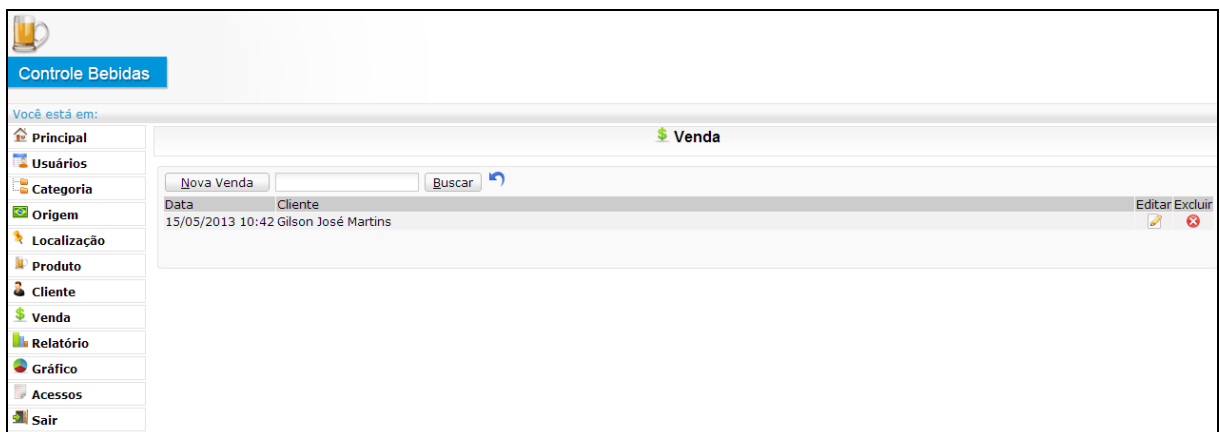 Controle Bebidas
Você está em:
Principal
Usuários
Categoria
Origem
Localização
Produto
Cliente
Venda
Relatório
Gráfico
Acessos
Sair
Venda
Nova Venda Buscar
Data Cliente Editar Excluir
15/05/2013 10:42 Gilson José Martins